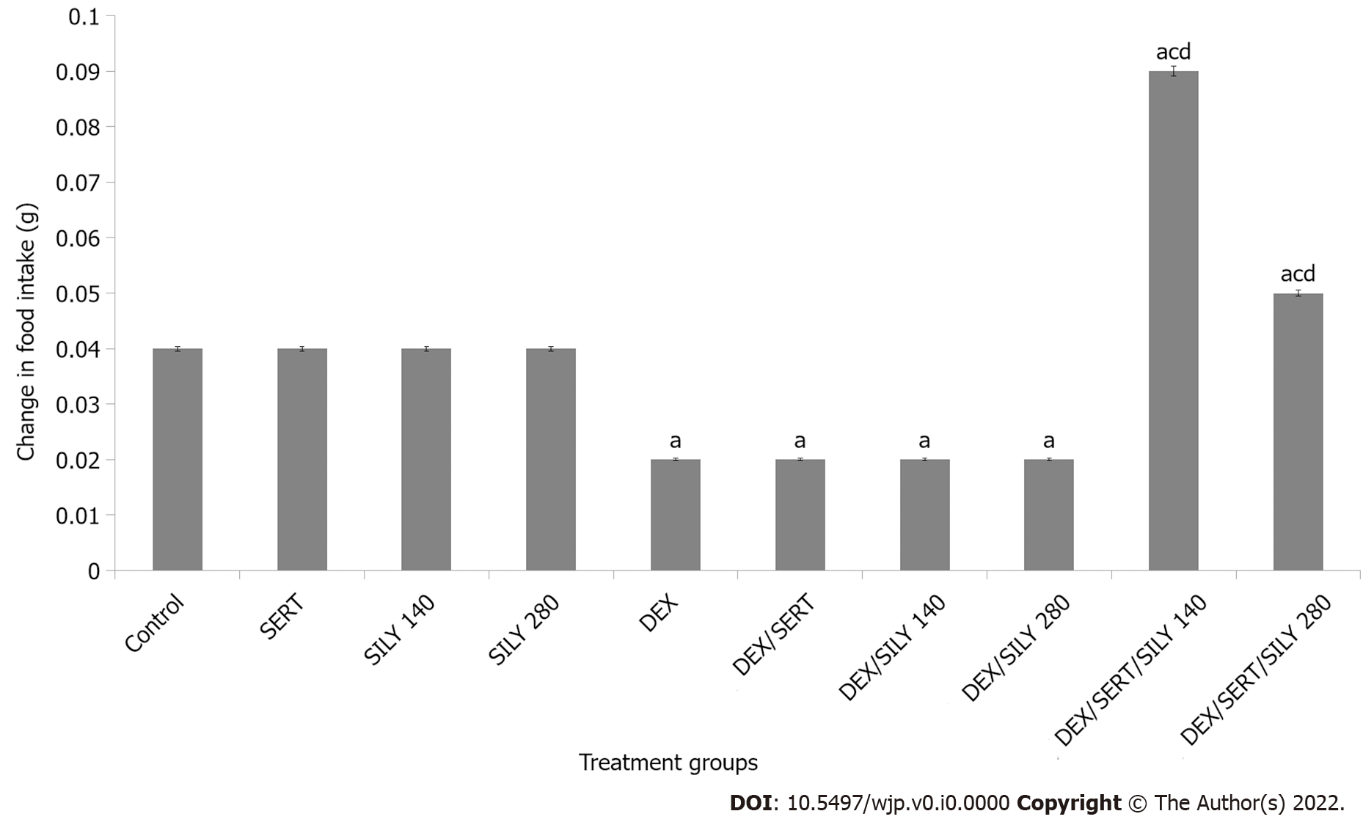 Change in food intake (g)
0.1
0.09
0.08
0.07
0.06
0.05
0.04
0.03
0.02
0.01
0
a
a
a
a
acd
acd
Control
SERT
SILY 140
SILY 280
DEX
DEX/SERT
DEX/SILY 140
DEX/SILY 280
DEX/SERT/SILY 140
DEX/SERT/SILY 280
Treatment groups
DOI: 10.5497/wjp.v0.i0.0000 Copyright © The Author(s) 2022.